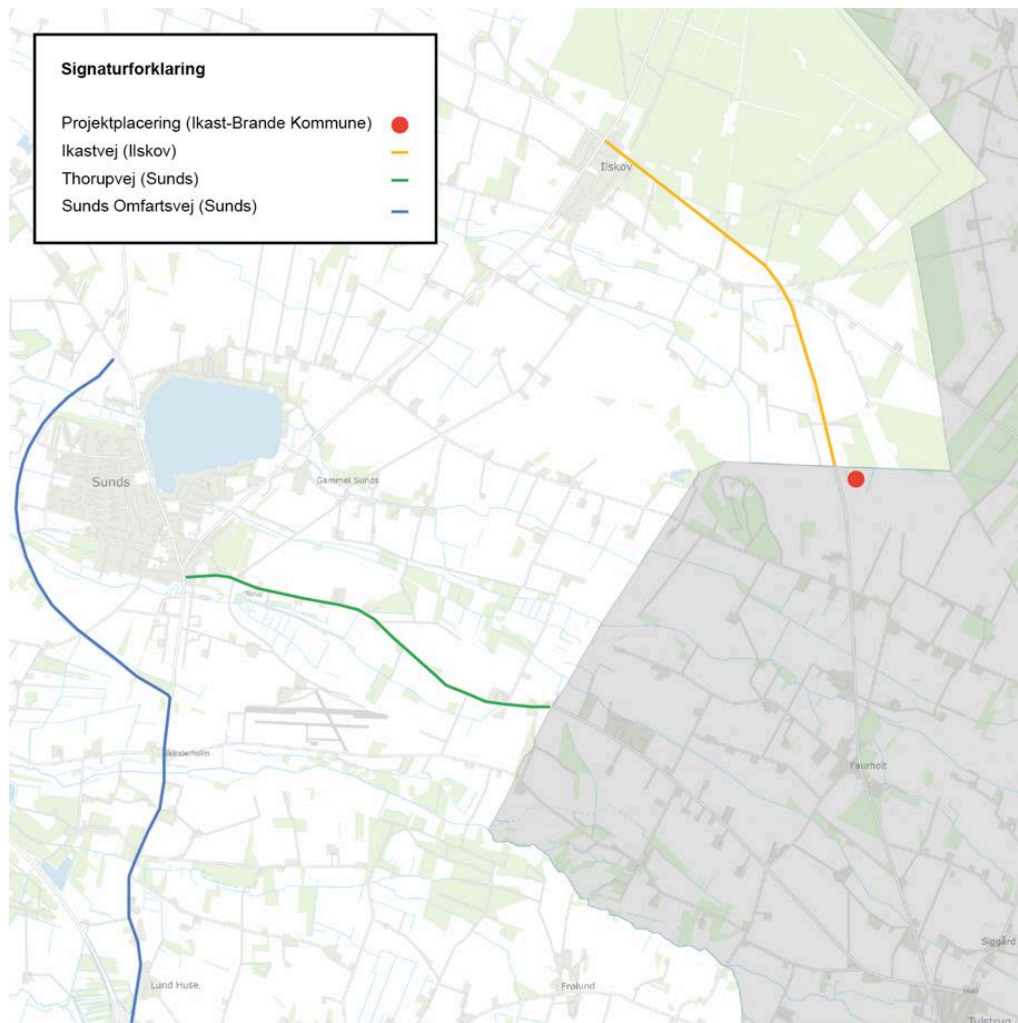 Signaturforklaring
Projektplacering (Ikast-Brande Kommune)
Ikastvej (Ilskov)
Thorupvej (Sunds)
Sunds Omfartsvej (Sunds)
Ilskov
Sunds
Gammel Sunds
Skinderholm
Faurholt
Lund Huse
Frølund
Siggård